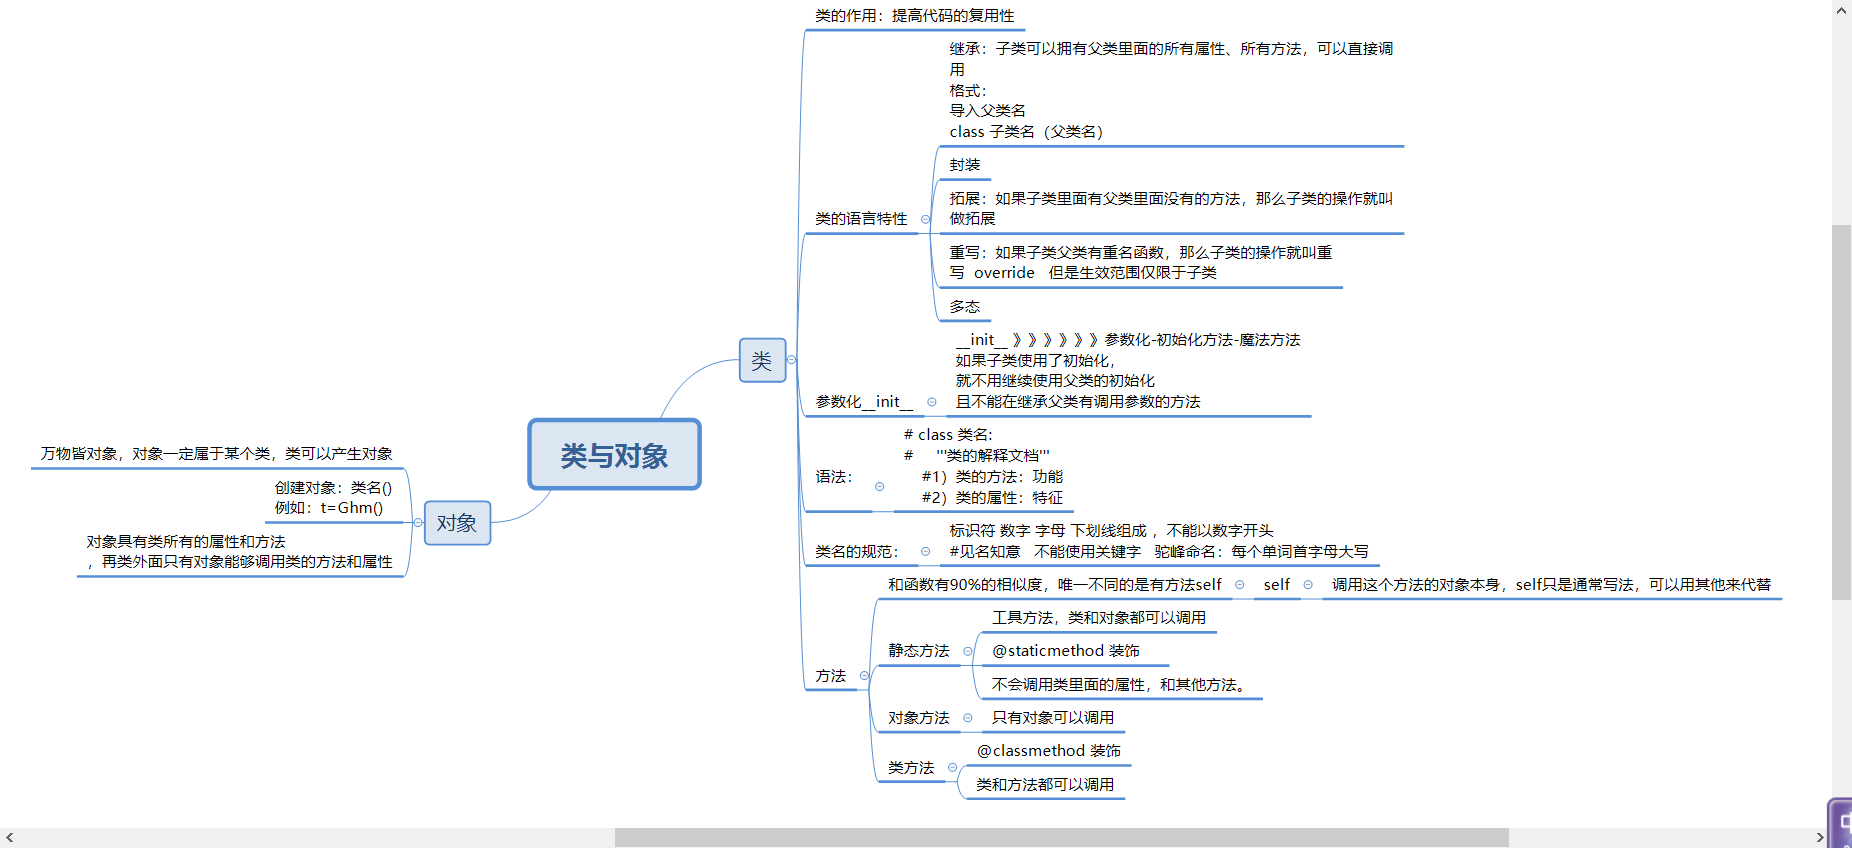 类与对象
类
类的作用：提高代码的复用性
类的语言特性
继承：子类可以拥有父类里面的所有属性、所有方法，可以直接调
用
格式：
导入父类名
class 子类名（父类名）
封装
拓展：如果子类里面有父类里面没有的方法，那么子类的操作就叫
做拓展
重写：如果子类父类有重名函数，那么子类的操作就叫重
写  override   但是生效范围仅限于子类
多态
参数化__init__
__init__ 》》》》》》参数化-初始化方法-魔法方法
如果子类使用了初始化，
就不用继续使用父类的初始化
且不能在继承父类有调用参数的方法
语法：
# class 类名:
#     '''类的解释文档'''
#1）类的方法：功能
#2）类的属性：特征
类名的规范：
标识符 数字 字母 下划线组成 ，不能以数字开头
#见名知意   不能使用关键字   驼峰命名：每个单词首字母大写
方法
和函数有90%的相似度，唯一不同的是有方法self
self
调用这个方法的对象本身，self只是通常写法，可以用其他来代替
静态方法
工具方法，类和对象都可以调用
@staticmethod 装饰
不会调用类里面的属性，和其他方法。
对象方法
只有对象可以调用
类方法
@classmethod 装饰
类和方法都可以调用
对象
万物皆对象，对象一定属于某个类，类可以产生对象
创建对象：类名()
例如：t=Ghm()
对象具有类所有的属性和方法
，再类外面只有对象能够调用类的方法和属性